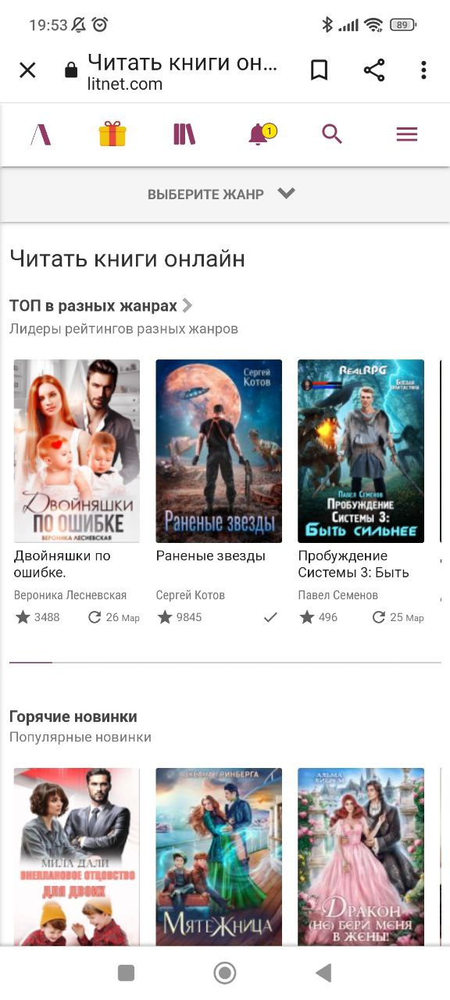 19:53
89
Читать книги он...
litnet.com
1
ВЫБЕРИТЕ ЖАНР
Читать книги онлайн
ТОП в разных жанрах
Лидеры рейтингов разных жанров
Двойняшки
ПО ОШИБКЕ
ВЕРОНИКА ЛЕСНЕВСКАЯ
Сергей
Котов
Раненые звезды
REALRPG
Боевая
фантастика
Павел Семенов
Пробуждение
Системы 3:
Быть сильнее
Двойняшки по
ошибке.
Вероника Лесневская
3488
26 Мар
Раненые звезды
Сергей Котов
9845
Пробуждение
Системы 3: Быть
Павел Семенов
496
25 Мар
Горячие новинки
Популярные новинки
МИЛА ДАЛИ
ВНЕПЛАНОВОЕ ОТЦОВСТВО
ДЛЯ ДВОИХ
ГРИНБЕРГА
МЯТЕЖНИЦА
ДРАКОН
(НЕ) БЕРИ МЕНЯ
В ЖЕНЫ!